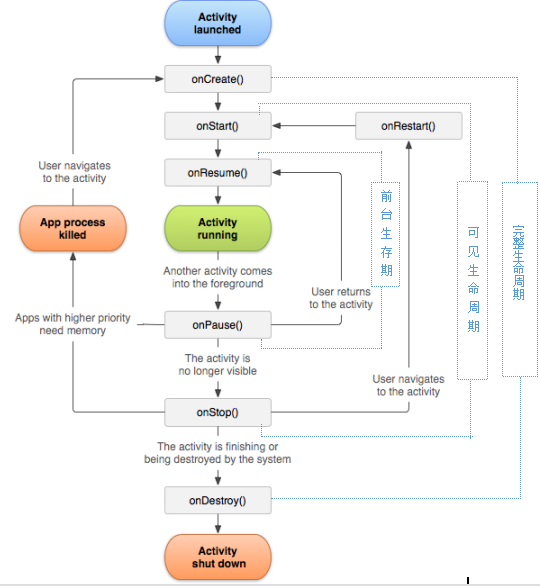 Activity
launched
onCreate()
onStart()
onRestart()
onResume()
User navigates
to the activity
App process
killed
Activity
running
Another activity comes
into the foreground
User returns
to the activity
Apps with higher priority
need memory
onPause()
The activity is
no longer visible
User navigates
to the activity
onStop()
The activity is finishing or
being destroyed by the system
onDestroy()
Activity
shut down
前台生存期
可见生命周期
完整生命周期